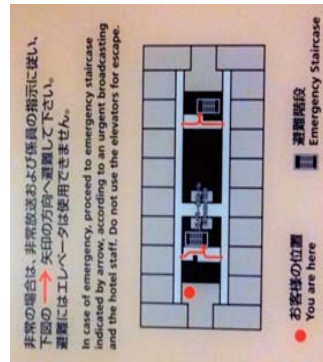 非常の場合は、非常放送および係員の指示に従い、
下図の→矢印の方向へ避難して下さい。
避難にはエレベータは使用できません。
In case of emergency, proceed to emergency staircase
indicated by arrow, according to an urgent broadcasting
and the hotel staff. Do not use the elevators for escape.
お客様の位置
You are here
避難階段
Emergency Staircase